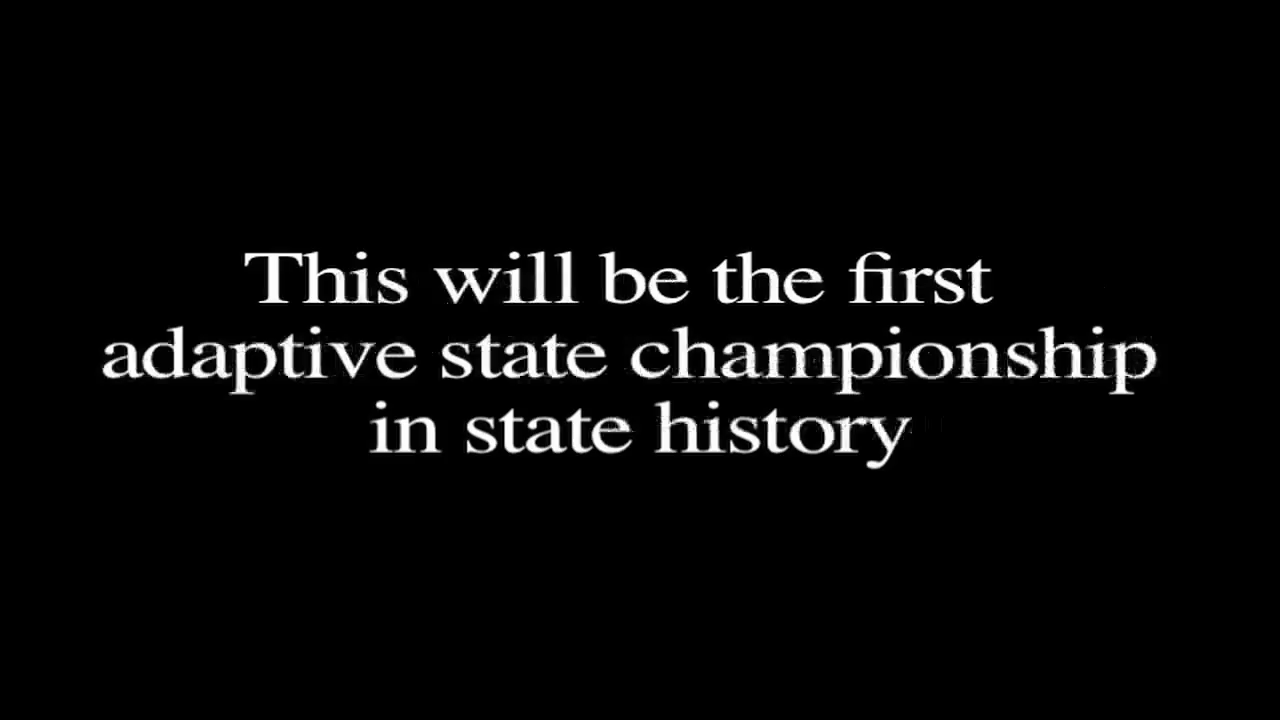 This will be the first
adaptive state championship
in state history